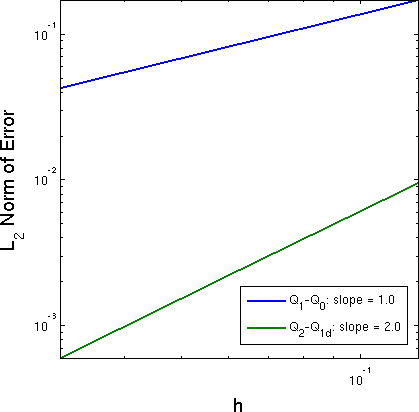 10⁻¹
10⁻²
10⁻³
L₂ Norm of Error
Q₁-Q₀: slope = 1.0
Q₂-Q₁d: slope = 2.0
10⁻¹
h